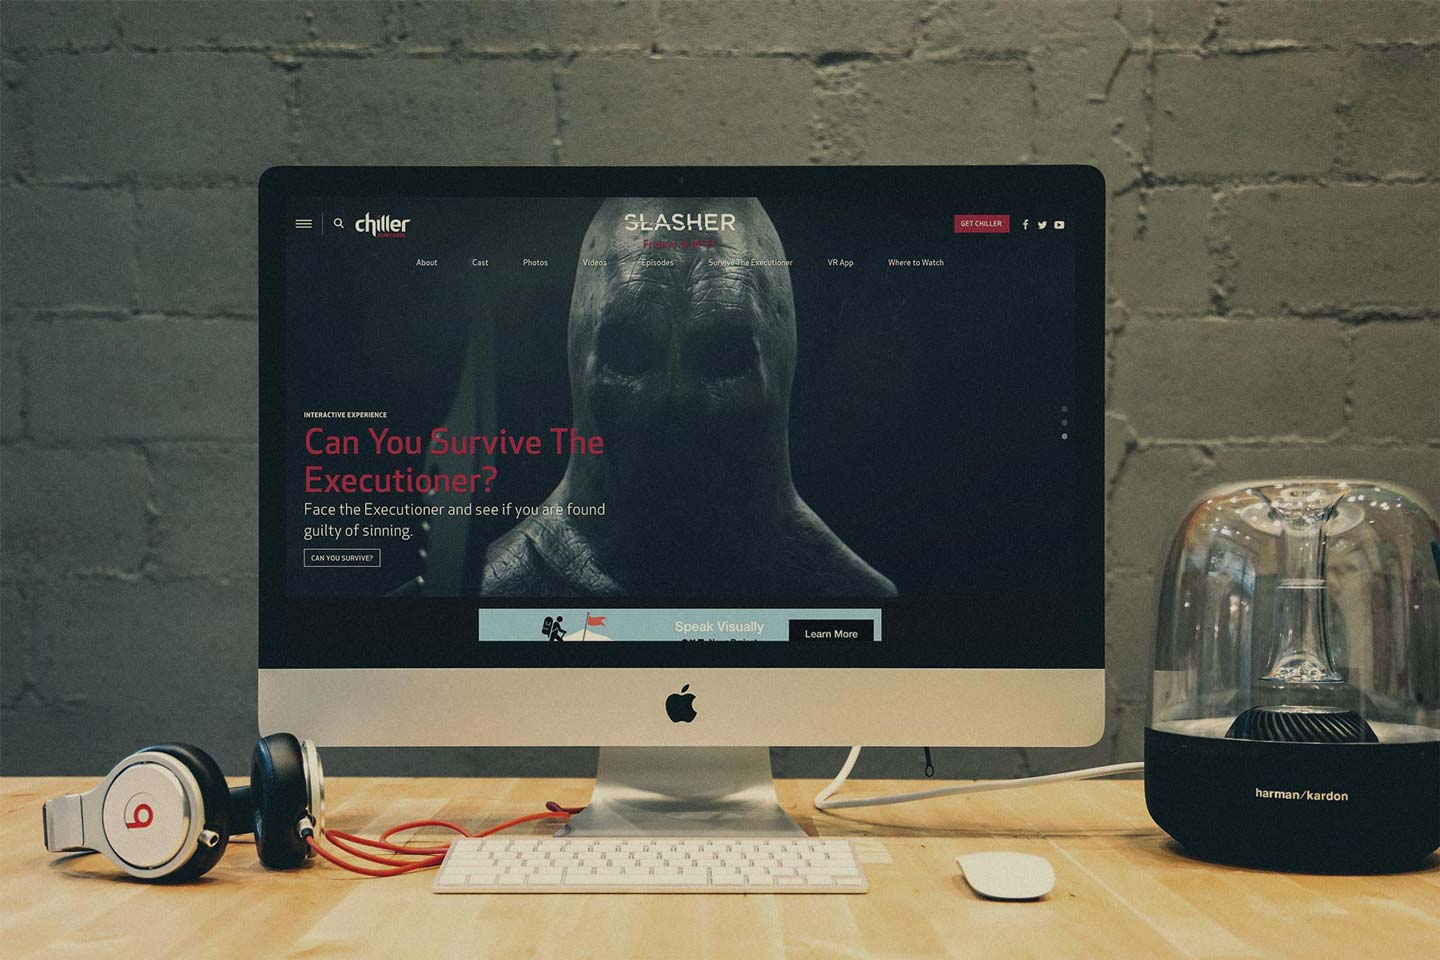 chiller
SLASHER
GET CHILLER
About Cast Photos Videos Episodes Survive The Executioner VR App Where to Watch
INTERACTIVE EXPERIENCE
Can You Survive The
Executioner?
Face the Executioner and see if you are found
guilty of sinning.
CAN YOU SURVIVE?
Speak Visually
Learn More
b
harman/kardon